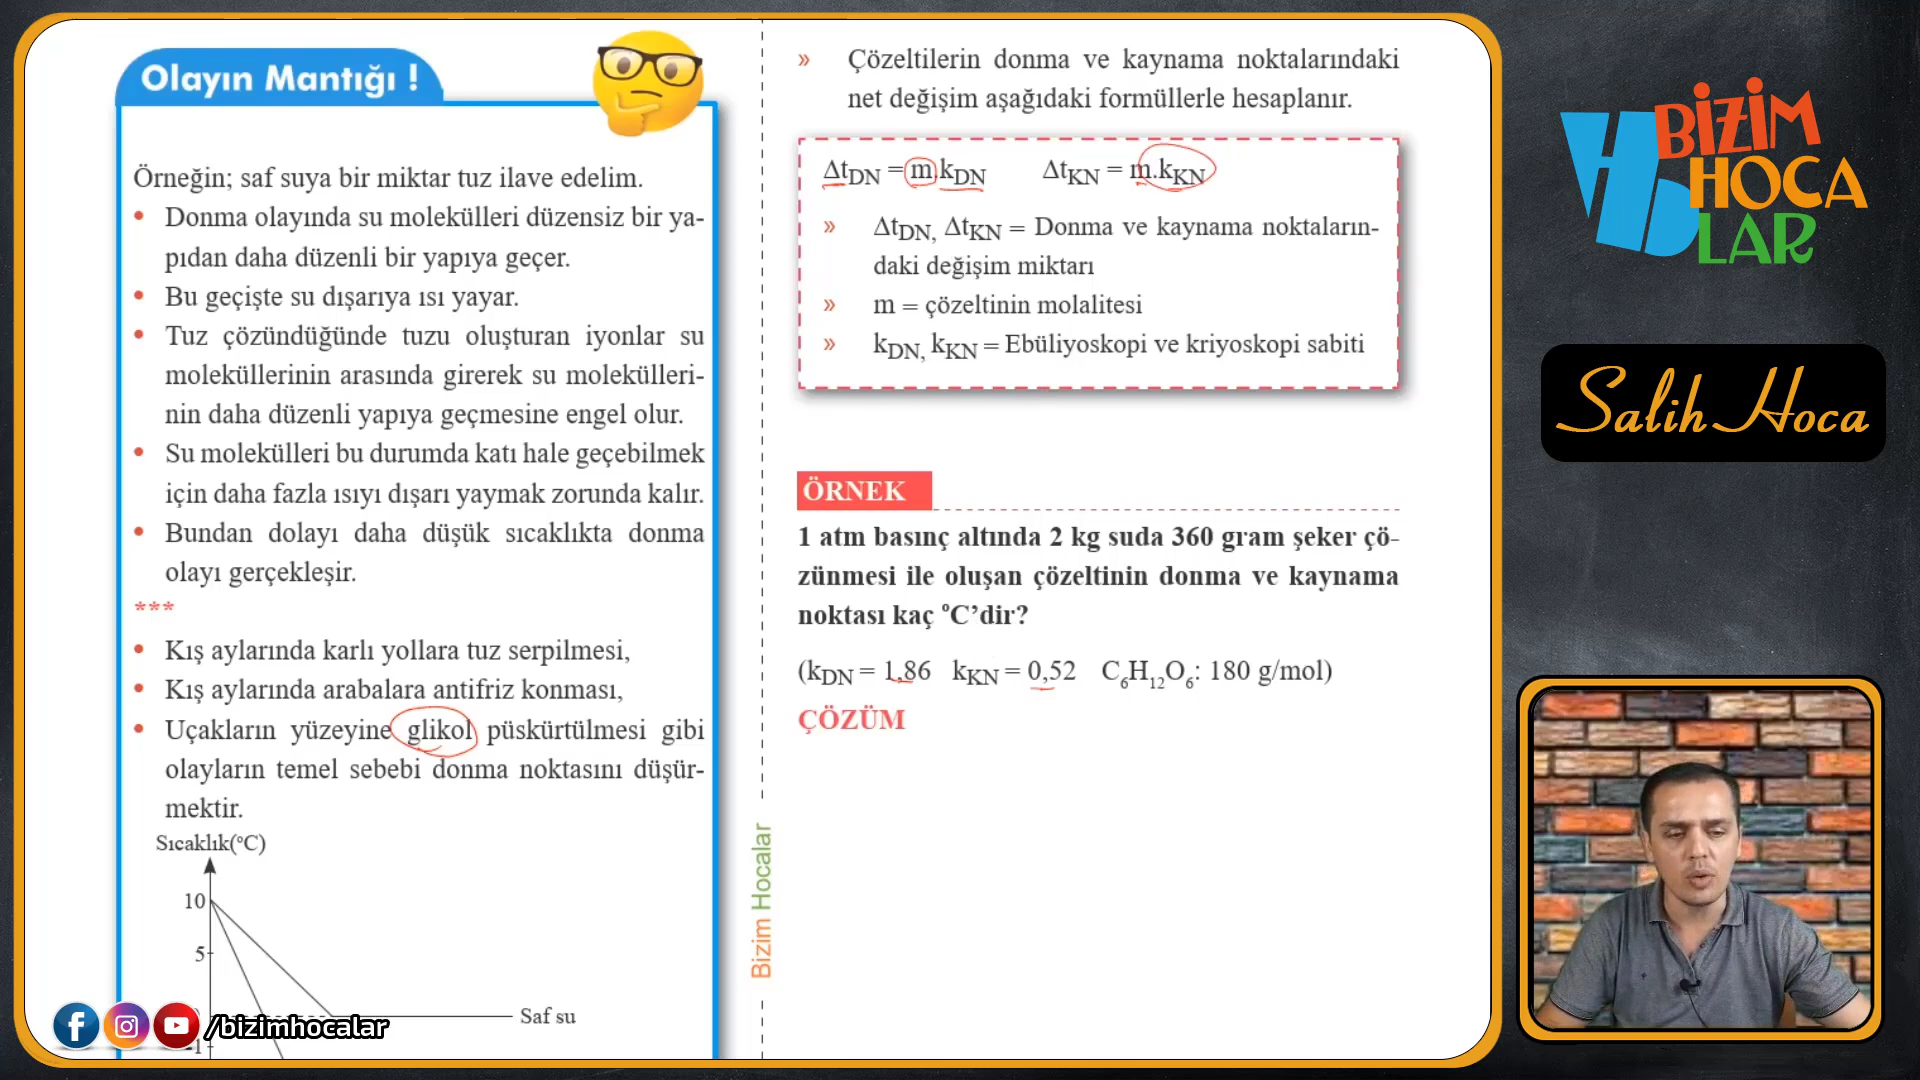 Olayın Mantığı !
Örneğin; saf suya bir miktar tuz ilave edelim.
• Donma olayında su molekülleri düzensiz bir ya-
pıdan daha düzenli bir yapıya geçer.
• Bu geçişte su dışarıya ısı yayar.
• Tuz çözündüğünde tuzu oluşturan iyonlar su
moleküllerinin arasında girerek su molekülleri-
nin daha düzenli yapıya geçmesine engel olur.
• Su molekülleri bu durumda katı hale geçebilmek
için daha fazla ısıyı dışarı yaymak zorunda kalır.
• Bundan dolayı daha düşük sıcaklıkta donma
olayı gerçekleşir.
***
• Kış aylarında karlı yollara tuz serpilmesi,
• Kış aylarında arabalara antifriz konması,
• Uçakların yüzeyine glikol püskürtülmesi gibi
olayların temel sebebi donma noktasını düşür-
mektir.
Sıcaklık(ºC)
10
5
Saf su
-1
/bizimhocalar
Bizim Hocalar
» Çözeltilerin donma ve kaynama noktalarındaki
net değişim aşağıdaki formüllerle hesaplanır.
ΔtDN = m.kDN ΔtKN = m.kKN
» ΔtDN, ΔtKN = Donma ve kaynama noktaların-
daki değişim miktarı
» m = çözeltinin molalitesi
» kDN, kKN = Ebüliyoskopi ve kriyoskopi sabiti
ÖRNEK
1 atm basınç altında 2 kg suda 360 gram şeker çö-
zünmesi ile oluşan çözeltinin donma ve kaynama
noktası kaç ºC’dir?
(kDN = 1,86 kKN = 0,52 C₆H₁₂O₆: 180 g/mol)
ÇÖZÜM
BİZİM
HOCA
LAR
Salih Hoca